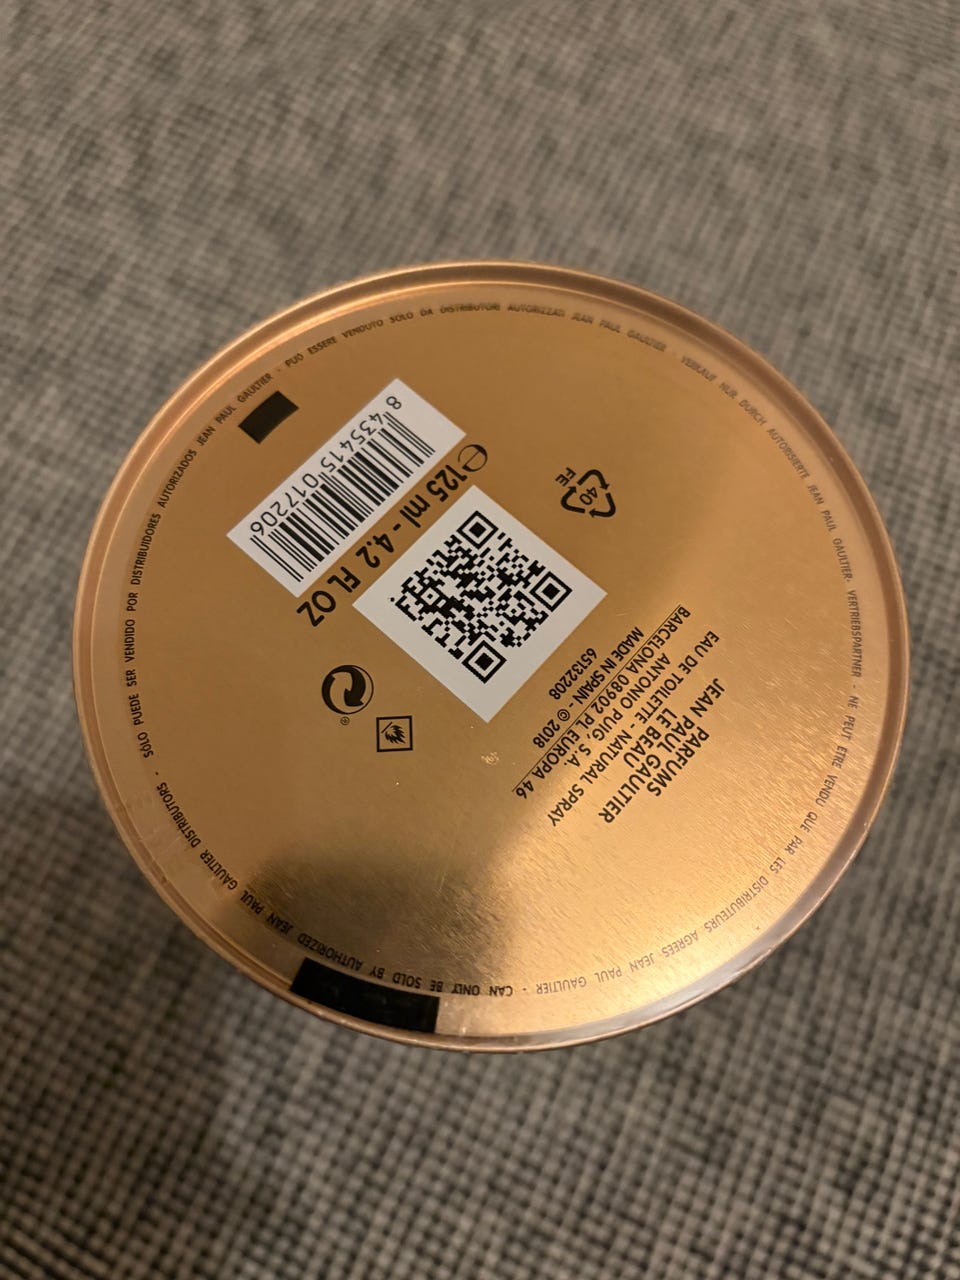 PARFUMS
JEAN PAUL GAULTIER
LE BEAU
EAU DE TOILETTE - NATURAL SPRAY
ANTONIO PUIG S.A.
BARCELONA 08902 PL EUROPA 46
MADE IN SPAIN - © 2018
65132208
40
FE
℮ 125 ml - 4.2 FL OZ
8 435415 017206
®
CAN ONLY BE SOLD BY AUTHORIZED JEAN PAUL GAULTIER DISTRIBUTORS - SÓLO PUEDE SER VENDIDO POR DISTRIBUIDORES AUTORIZADOS JEAN PAUL GAULTIER - PUÒ ESSERE VENDUTO SOLO DA DISTRIBUTORI AUTORIZZATI JEAN PAUL GAULTIER - VERKAUF NUR DURCH AUTORISIERTE JEAN PAUL GAULTIER- VERTRIEBSPARTNER - NE PEUT ETRE VENDU QUE PAR LES DISTRIBUTEURS AGREES JEAN PAUL GAULTIER -